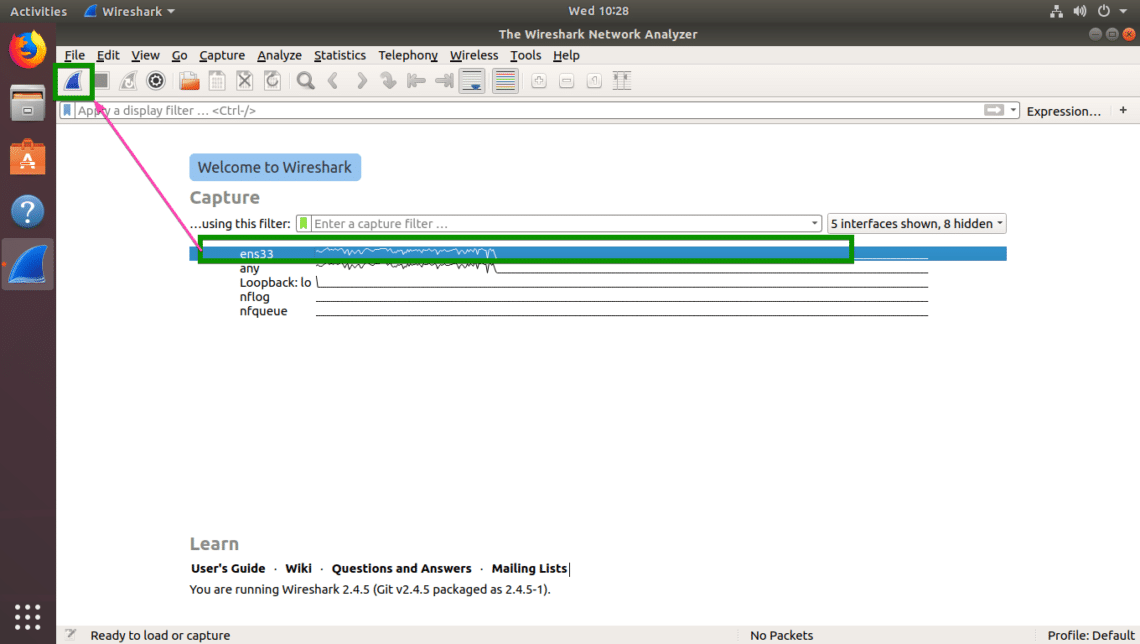 Activities Wireshark Wed 10:28
The Wireshark Network Analyzer
File Edit View Go Capture Analyze Statistics Telephony Wireless Tools Help
Apply a display filter … <Ctrl-/> Expression… +
Welcome to Wireshark
Capture
…using this filter: Enter a capture filter … 5 interfaces shown, 8 hidden
ens33
any
Loopback: lo
nflog
nfqueue
Learn
User's Guide · Wiki · Questions and Answers · Mailing Lists
You are running Wireshark 2.4.5 (Git v2.4.5 packaged as 2.4.5-1).
Ready to load or capture No Packets Profile: Default